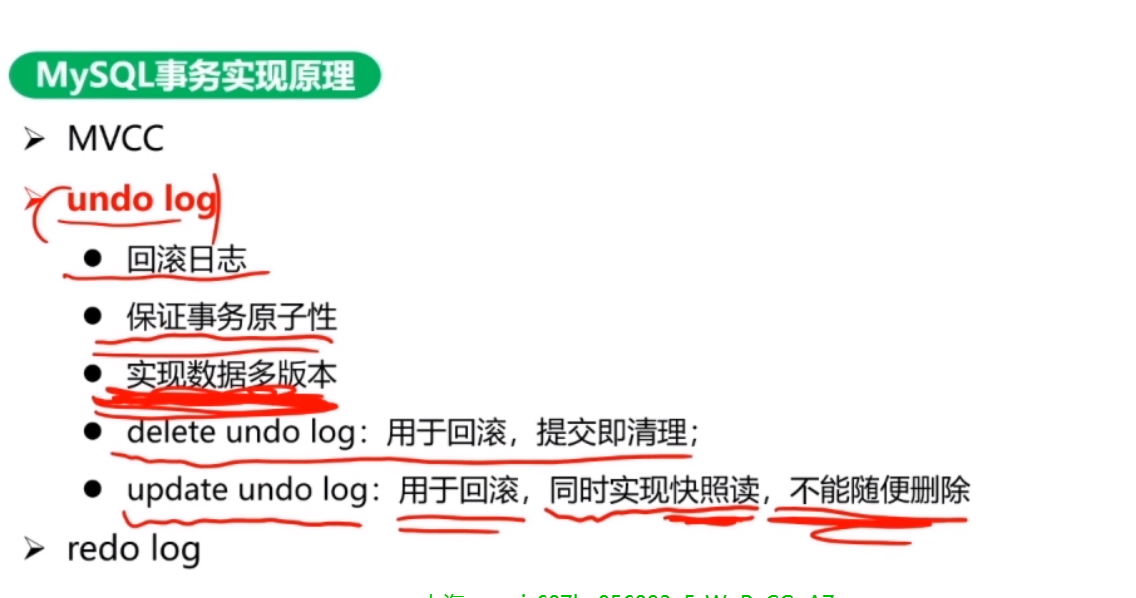 MySQL事务实现原理
➢ MVCC
➢ undo log
● 回滚日志
● 保证事务原子性
● 实现数据多版本
● delete undo log：用于回滚，提交即清理；
● update undo log：用于回滚，同时实现快照读，不能随便删除
➢ redo log